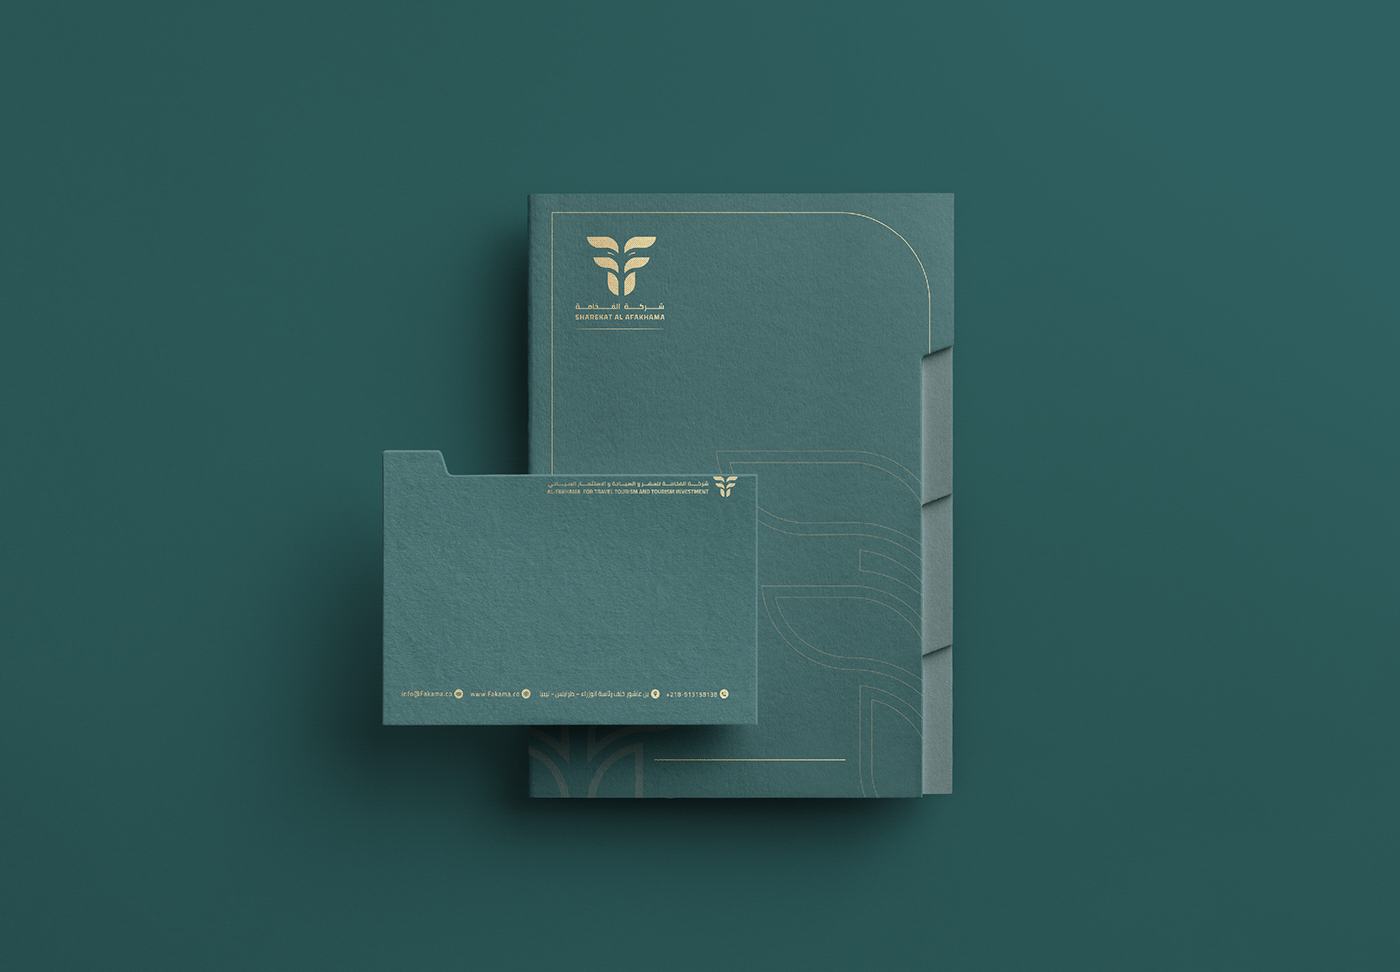 شركة الفخامة
SHAREKAT AL AFAKHAMA
شركة الفخامة للسفر و السياحة و الاستثمار السياحي
AL-FAKHAMA FOR TRAVEL TOURISM AND TOURISM INVESTMENT
info@Fakama.co www.Fakama.co بن عاشور خلف رئاسة الوزراء - طرابلس - ليبيا +218-913158138